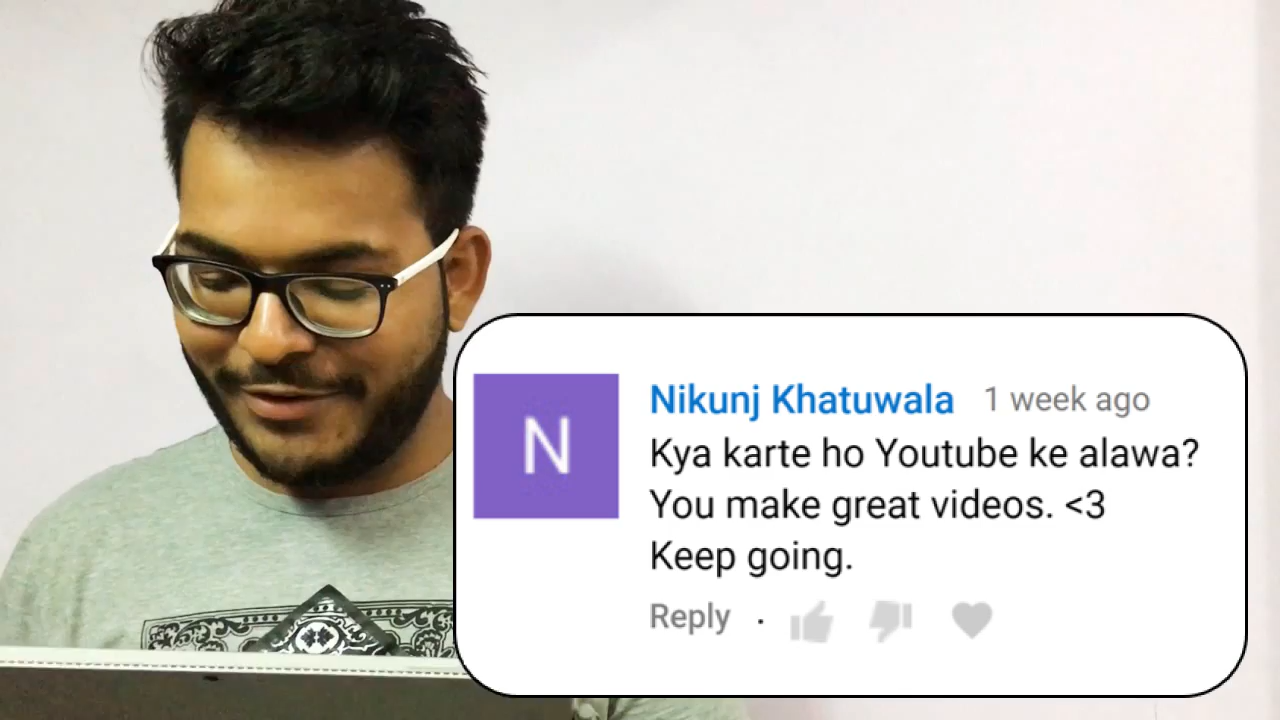 N
Nikunj Khatuwala 1 week ago
Kya karte ho Youtube ke alawa?
You make great videos. <3
Keep going.
Reply